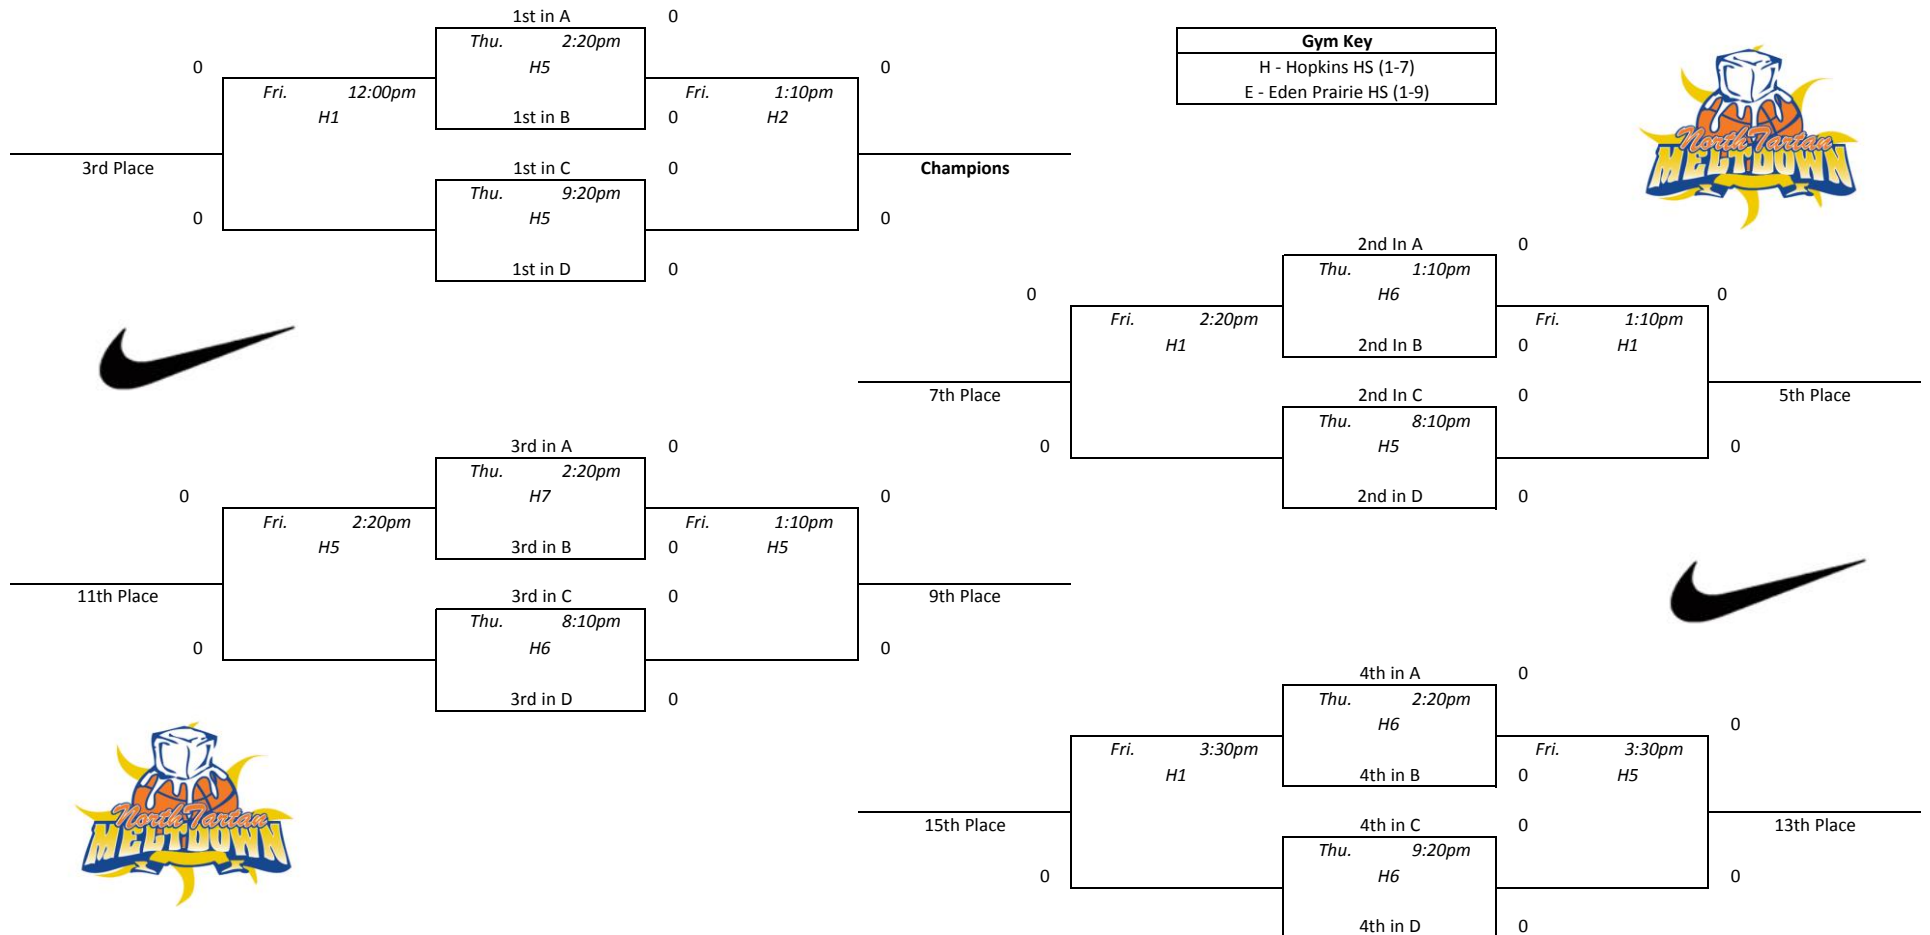 1st in A 0
Thu. 2:20pm
Gym Key
0 H5 0 H - Hopkins HS (1-7)
Fri. 12:00pm Fri. 1:10pm E - Eden Prairie HS (1-9)
H1 1st in B 0 H2
North Tartan
MELTDOWN
3rd Place 1st in C 0 Champions
Thu. 9:20pm
0 H5 0
2nd In A 0
1st in D 0 Thu. 1:10pm
0 H6 0
Fri. 2:20pm Fri. 1:10pm
H1 2nd In B 0 H1
7th Place 2nd In C 0 5th Place
Thu. 8:10pm
3rd in A 0 0 H5 0
Thu. 2:20pm
0 H7 0 2nd in D 0
Fri. 2:20pm Fri. 1:10pm
H5 3rd in B 0 H5
11th Place 3rd in C 0 9th Place
Thu. 8:10pm
0 H6 0
4th in A 0
3rd in D 0 Thu. 2:20pm
H6 0
Fri. 3:30pm Fri. 3:30pm
H1 4th in B 0 H5
North Tartan
MELTDOWN
15th Place 4th in C 0 13th Place
Thu. 9:20pm
0 H6 0
4th in D 0